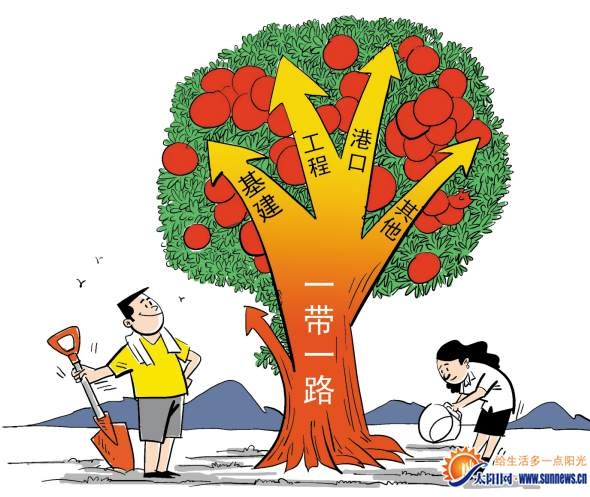 基建
工程
港口
其他
一带一路
给生活多一点阳光
太阳网·www.sunnews.cn